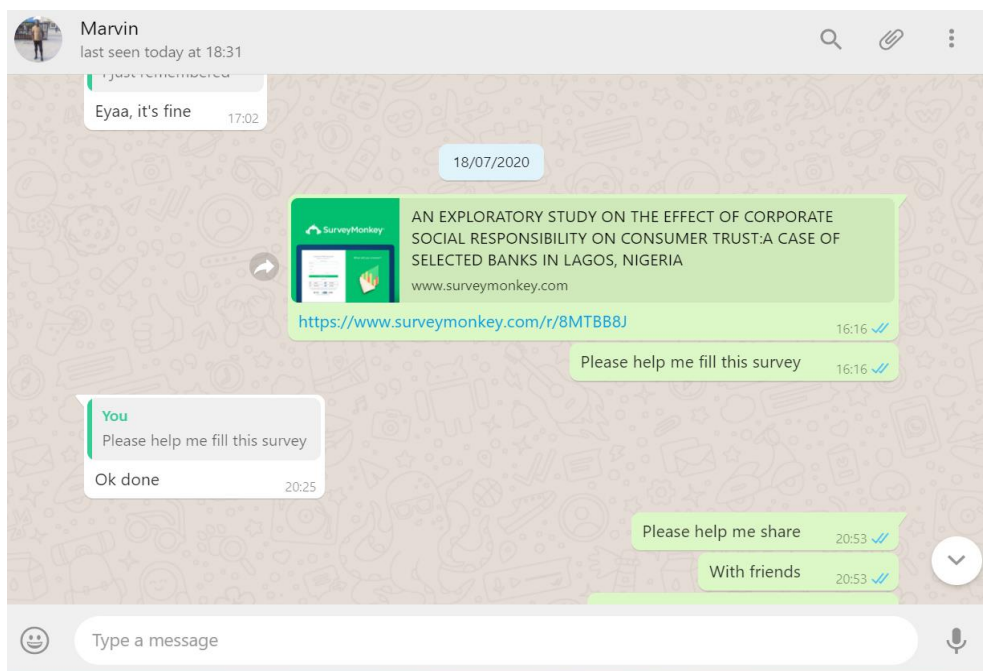 Marvin
last seen today at 18:31
I just remembered
Eyaa, it's fine 17:02
18/07/2020
SurveyMonkey
AN EXPLORATORY STUDY ON THE EFFECT OF CORPORATE
SOCIAL RESPONSIBILITY ON CONSUMER TRUST:A CASE OF
SELECTED BANKS IN LAGOS, NIGERIA
www.surveymonkey.com
https://www.surveymonkey.com/r/8MTBB8J 16:16
Please help me fill this survey 16:16
You
Please help me fill this survey
Ok done 20:25
Please help me share 20:53
With friends 20:53
Type a message